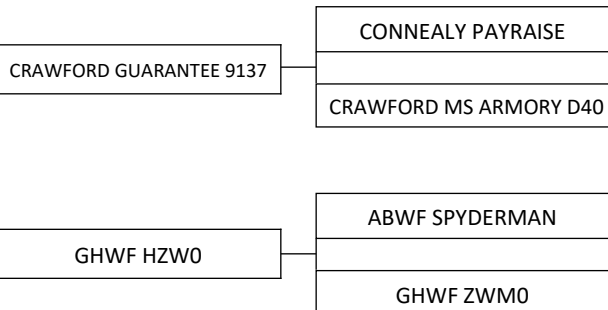 CONNEALY PAYRAISE
CRAWFORD GUARANTEE 9137
CRAWFORD MS ARMORY D40
ABWF SPYDERMAN
GHWF HZW0
GHWF ZWM0